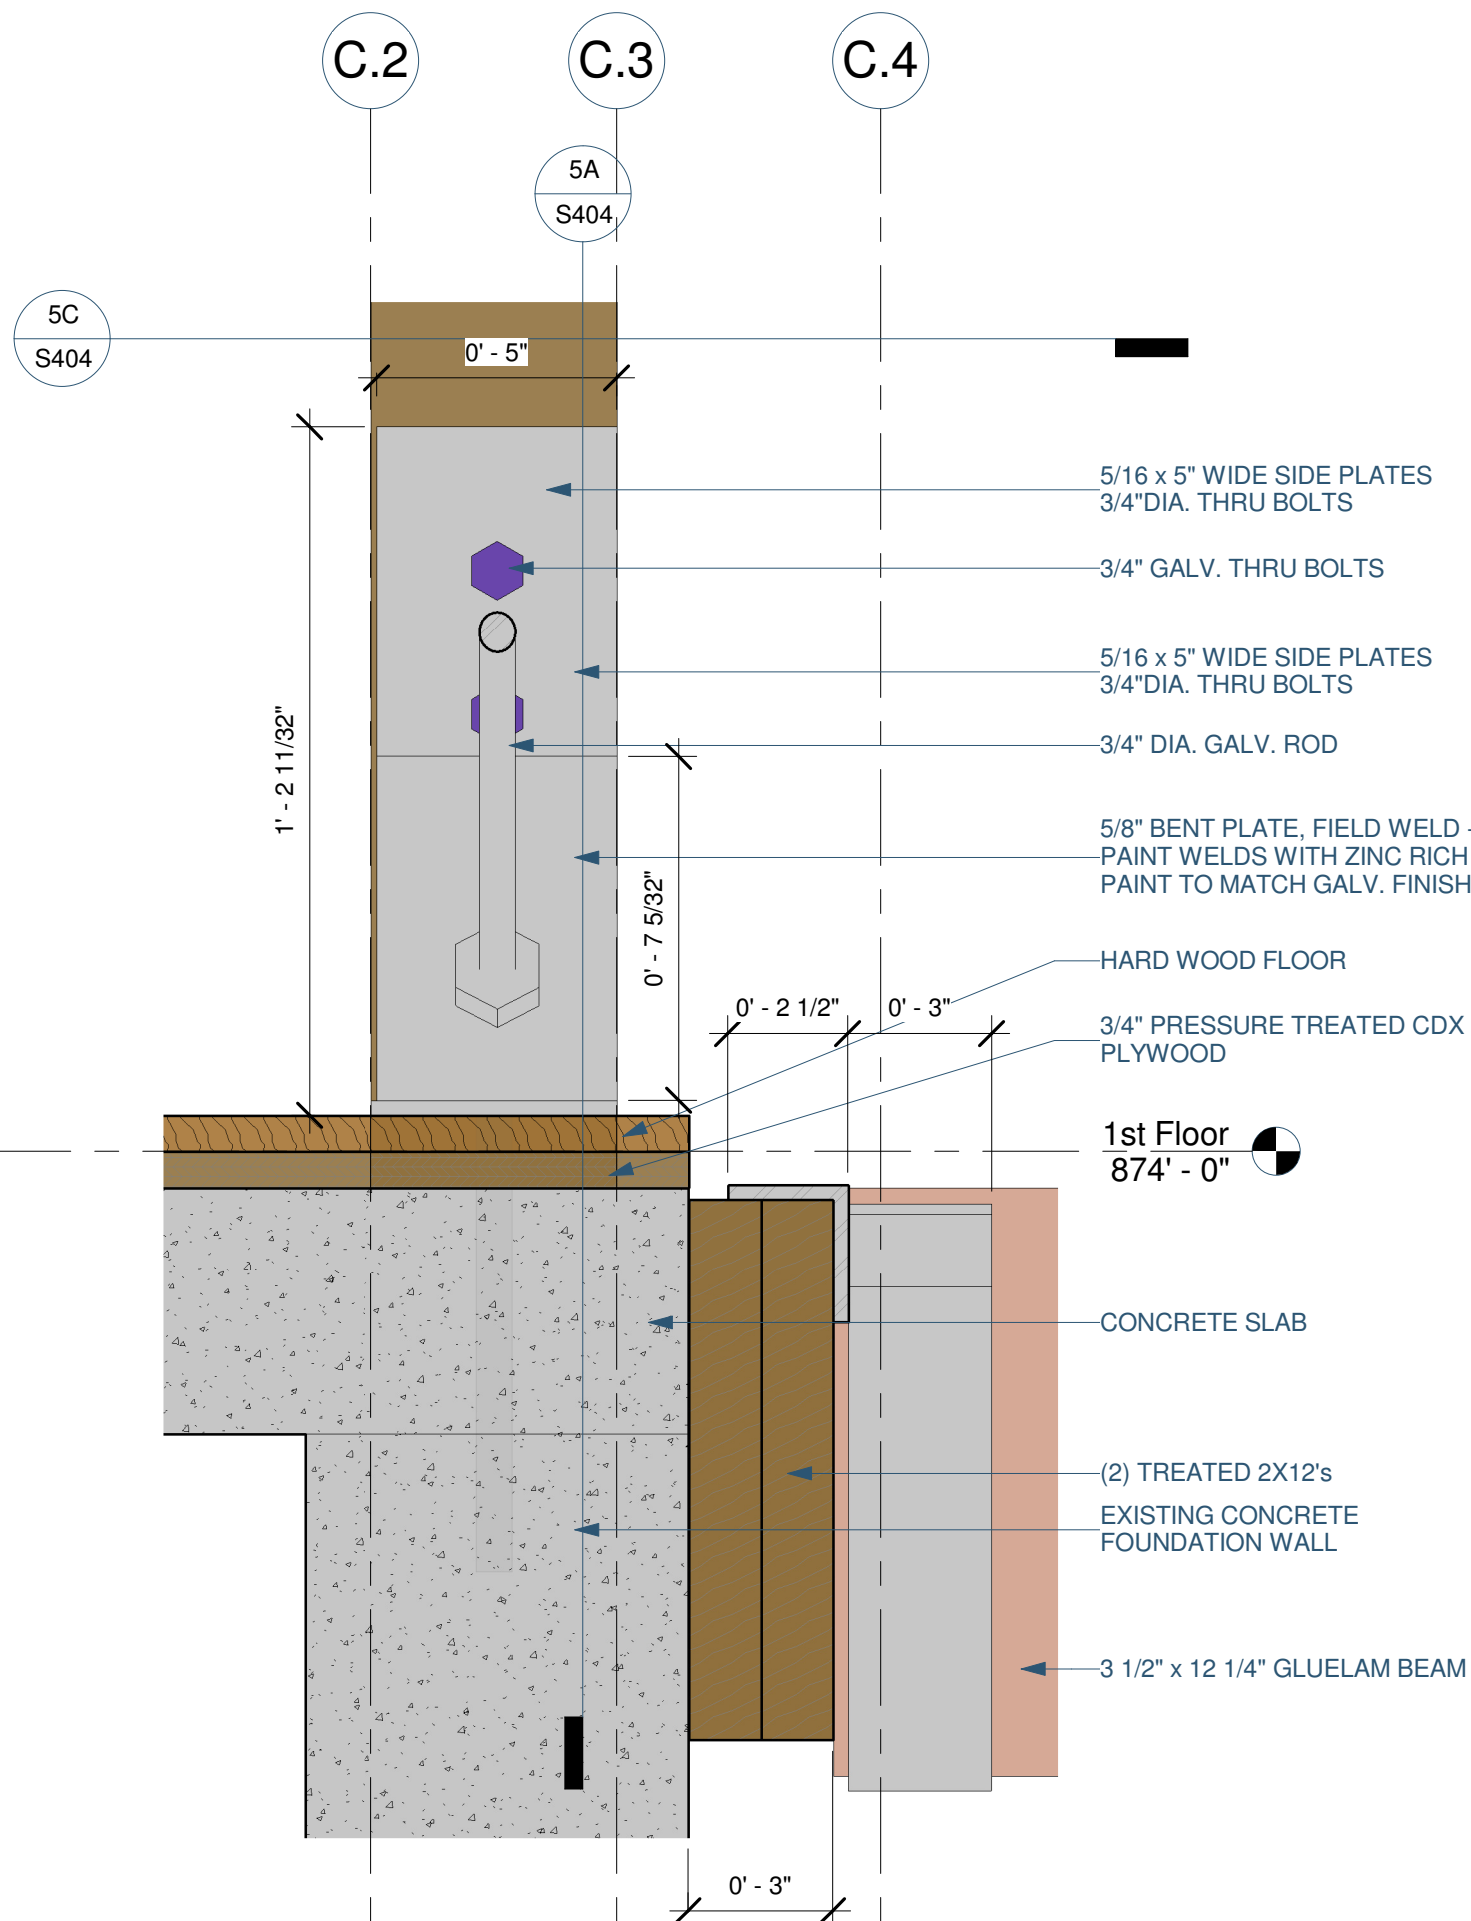 C.2
C.3
C.4
5A
S404
5C
S404
0' - 5"
5/16 x 5" WIDE SIDE PLATES
3/4"DIA. THRU BOLTS
3/4" GALV. THRU BOLTS
5/16 x 5" WIDE SIDE PLATES
3/4"DIA. THRU BOLTS
1' - 2 11/32"
3/4" DIA. GALV. ROD
5/8" BENT PLATE, FIELD WELD -
PAINT WELDS WITH ZINC RICH
PAINT TO MATCH GALV. FINISH
0' - 7 5/32"
HARD WOOD FLOOR
0' - 2 1/2"
0' - 3"
3/4" PRESSURE TREATED CDX
PLYWOOD
1st Floor
874' - 0"
CONCRETE SLAB
(2) TREATED 2X12's
EXISTING CONCRETE
FOUNDATION WALL
3 1/2" x 12 1/4" GLUELAM BEAM
0' - 3"